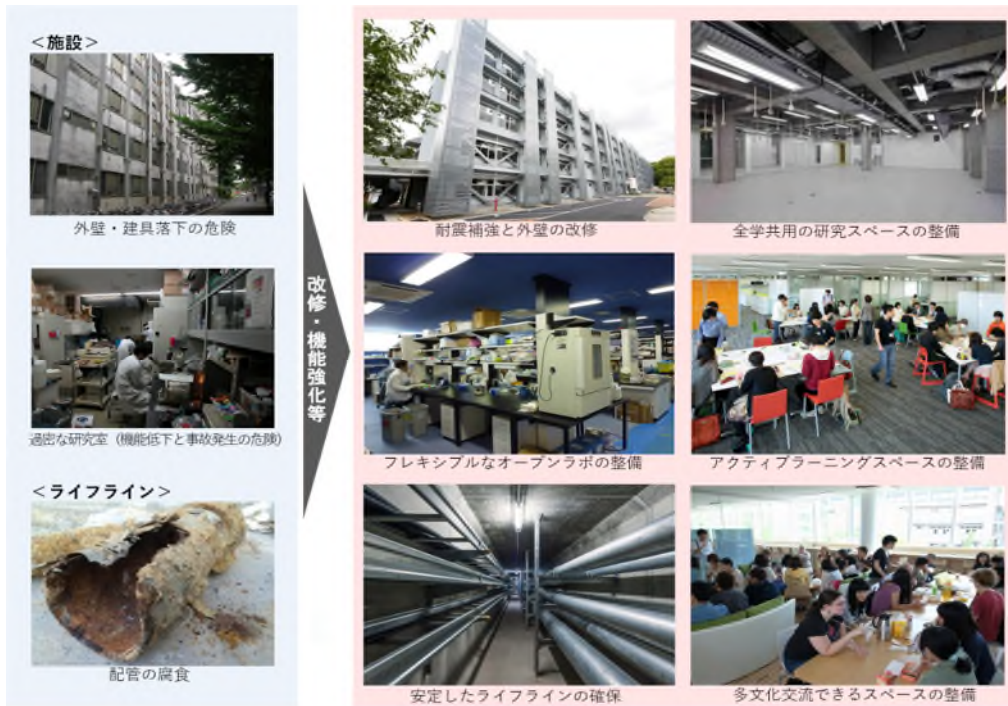 ＜施設＞
外壁・建具落下の危険
過密な研究室（機能低下と事故発生の危険）
＜ライフライン＞
配管の腐食
改修・機能強化等
耐震補強と外壁の改修
全学共用の研究スペースの整備
フレキシブルなオープンラボの整備
アクティブラーニングスペースの整備
安定したライフラインの確保
多文化交流できるスペースの整備